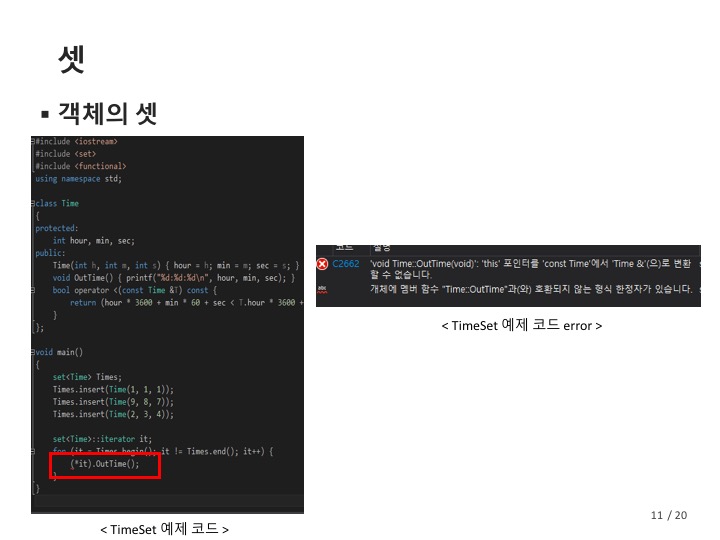 셋
▪ 객체의 셋
#include <iostream>
#include <set>
#include <functional>
using namespace std;
class Time
{
protected:
int hour, min, sec;
public:
Time(int h, int m, int s) { hour = h; min = m; sec = s; }
void OutTime() { printf("%d:%d:%d\n", hour, min, sec); }
bool operator <(const Time &T) const {
return (hour * 3600 + min * 60 + sec < T.hour * 3600 +
}
};
void main()
{
set<Time> Times;
Times.insert(Time(1, 1, 1));
Times.insert(Time(9, 8, 7));
Times.insert(Time(2, 3, 4));
set<Time>::iterator it;
for (it = Times.begin(); it != Times.end(); it++) {
(*it).OutTime();
}
}
< TimeSet 예제 코드 >
코드 설명
C2662 'void Time::OutTime(void)': 'this' 포인터를 'const Time'에서 'Time &'(으)로 변환
할 수 없습니다.
abc 개체에 멤버 함수 "Time::OutTime"과(와) 호환되지 않는 형식 한정자가 있습니다.
< TimeSet 예제 코드 error >
11 / 20